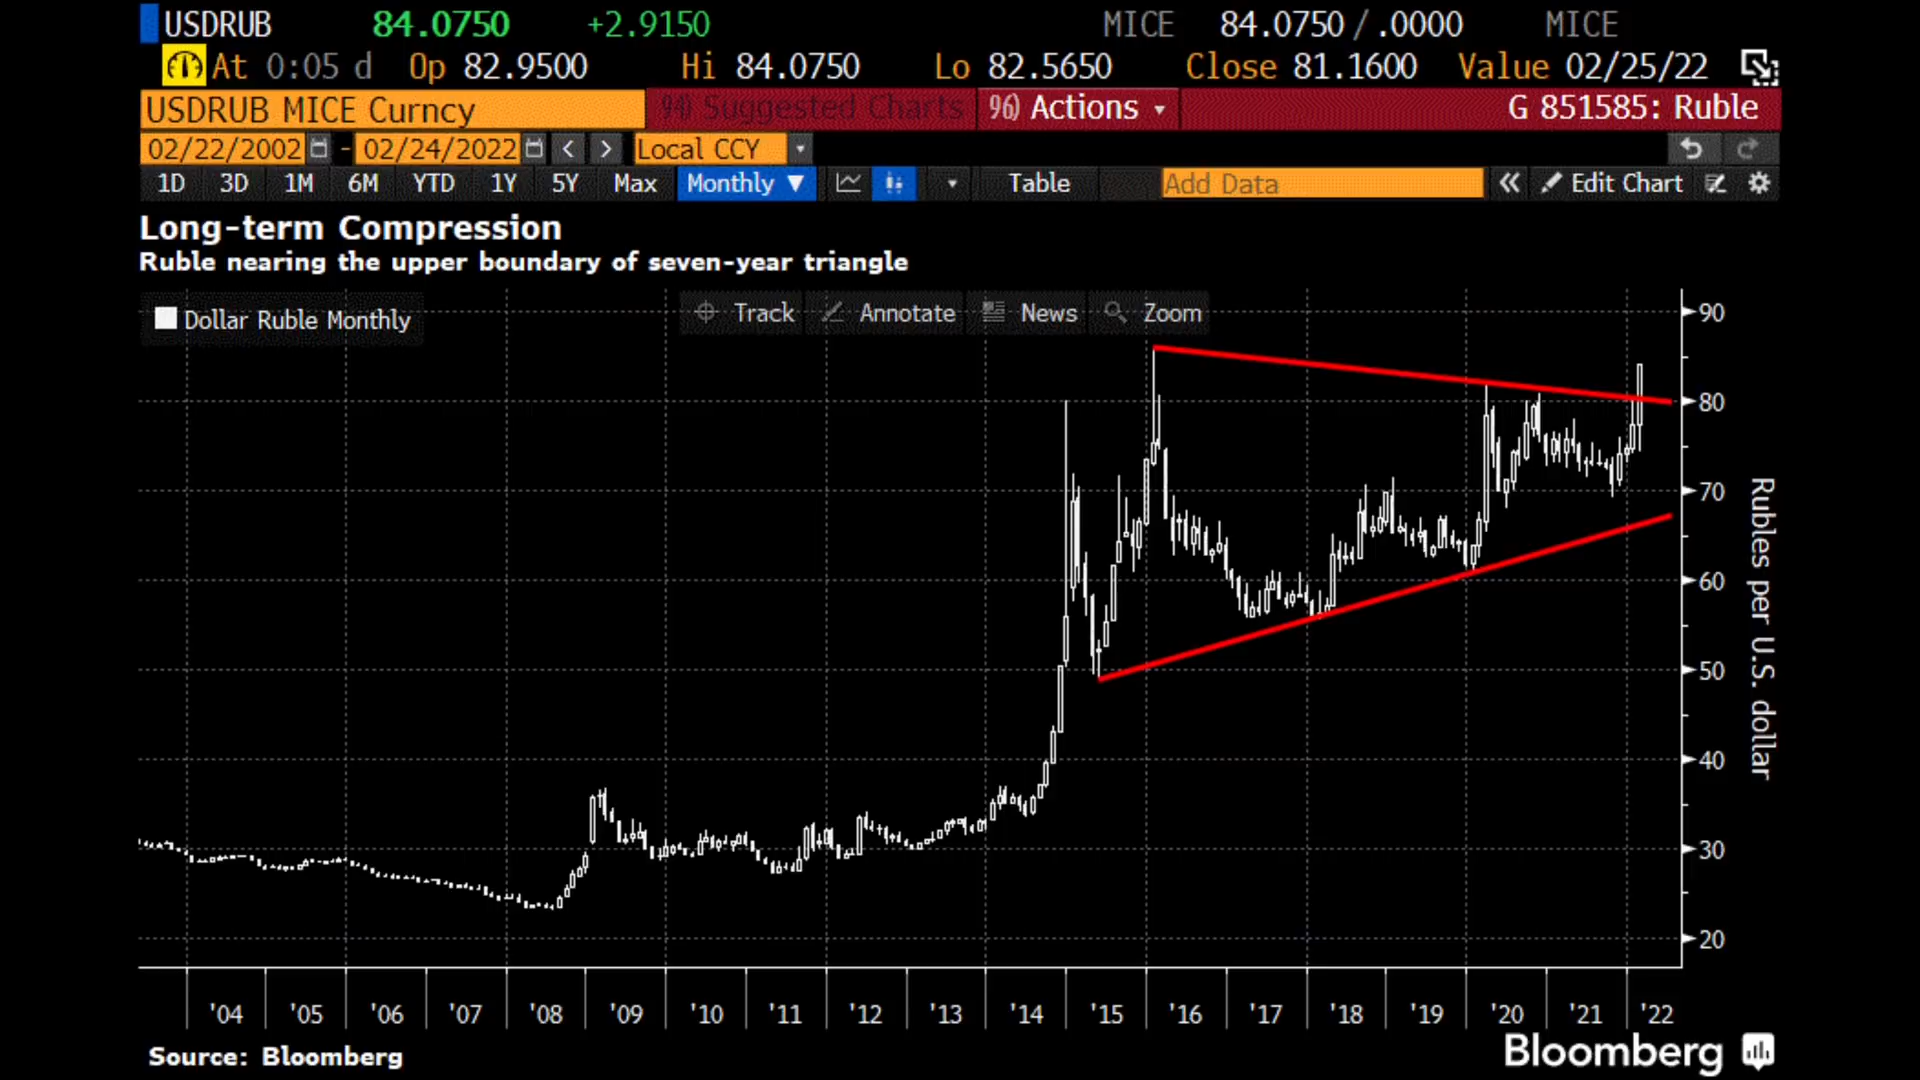 USDRUB 84.0750 +2.9150 MICE 84.0750 / .0000 MICE
At 0:05 d Op 82.9500 Hi 84.0750 Lo 82.5650 Close 81.1600 Value 02/25/22
USDRUB MICE Curncy 94) Suggested Charts 96) Actions G 851585: Ruble
02/22/2002 - 02/24/2022 Local CCY
1D 3D 1M 6M YTD 1Y 5Y Max Monthly Table Add Data Edit Chart
Long-term Compression
Ruble nearing the upper boundary of seven-year triangle
Dollar Ruble Monthly Track Annotate News Zoom
90
80
70
60
50
40
30
20
Rubles per U.S. dollar
'04 '05 '06 '07 '08 '09 '10 '11 '12 '13 '14 '15 '16 '17 '18 '19 '20 '21 '22
Source: Bloomberg
Bloomberg